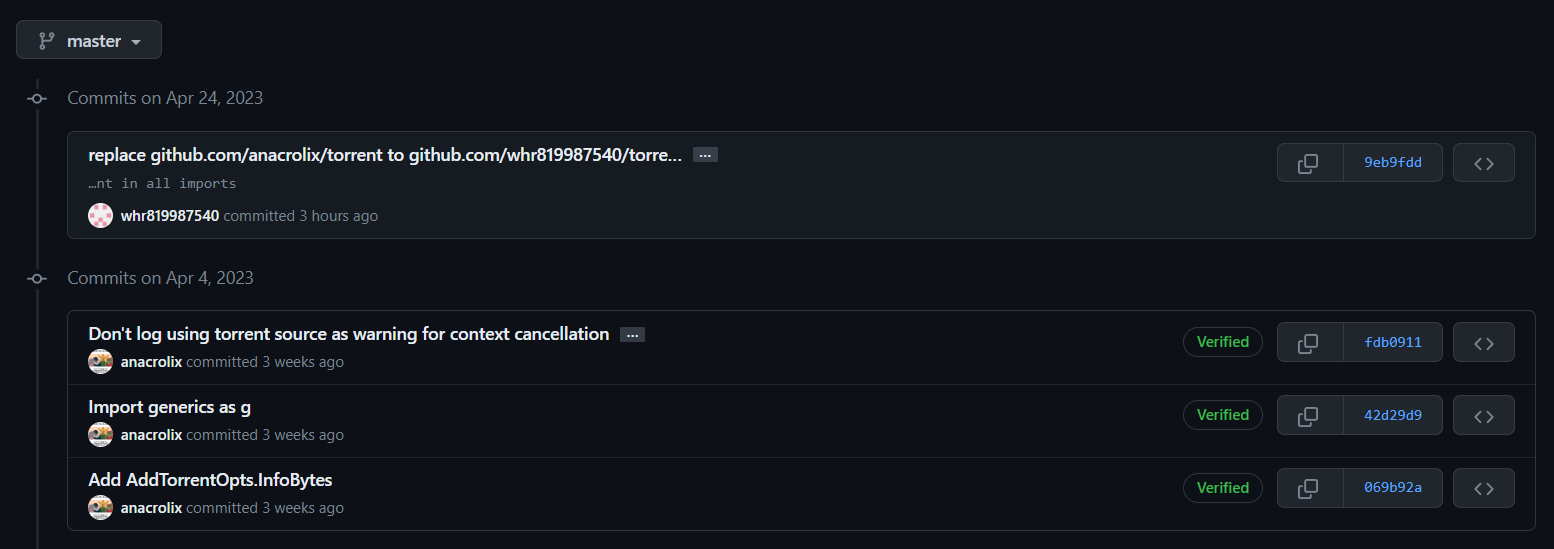 master
Commits on Apr 24, 2023
replace github.com/anacrolix/torrent to github.com/whr819987540/torre… …
9eb9fdd
…nt in all imports
whr819987540 committed 3 hours ago
Commits on Apr 4, 2023
Don't log using torrent source as warning for context cancellation …
Verified
fdb0911
anacrolix committed 3 weeks ago
Import generics as g
Verified
42d29d9
anacrolix committed 3 weeks ago
Add AddTorrentOpts.InfoBytes
Verified
069b92a
anacrolix committed 3 weeks ago